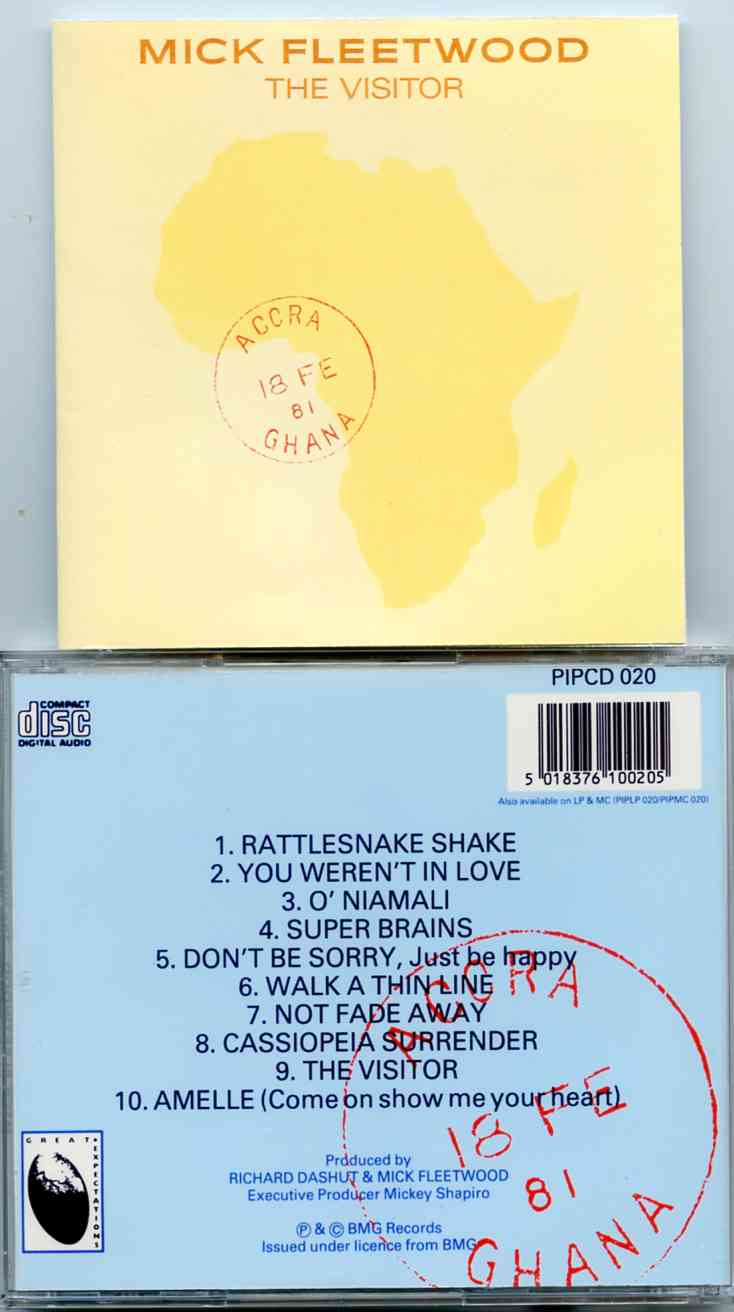 MICK FLEETWOOD
THE VISITOR
ACCRA
18 FE
81
GHANA
COMPACT
disc
DIGITAL AUDIO
PIPCD 020
5 018376 100205
Also available on LP & MC (PIPLP 020/PIPMC 020)
1. RATTLESNAKE SHAKE
2. YOU WEREN'T IN LOVE
3. O' NIAMALI
4. SUPER BRAINS
5. DON'T BE SORRY, Just be happy
6. WALK A THIN LINE
7. NOT FADE AWAY
8. CASSIOPEIA SURRENDER
9. THE VISITOR
10. AMELLE (Come on show me your heart)
ACCRA
18 FE
81
GHANA
GREAT • EXPECTATIONS
Produced by
RICHARD DASHUT & MICK FLEETWOOD
Executive Producer Mickey Shapiro
℗ & © BMG Records
Issued under licence from BMG